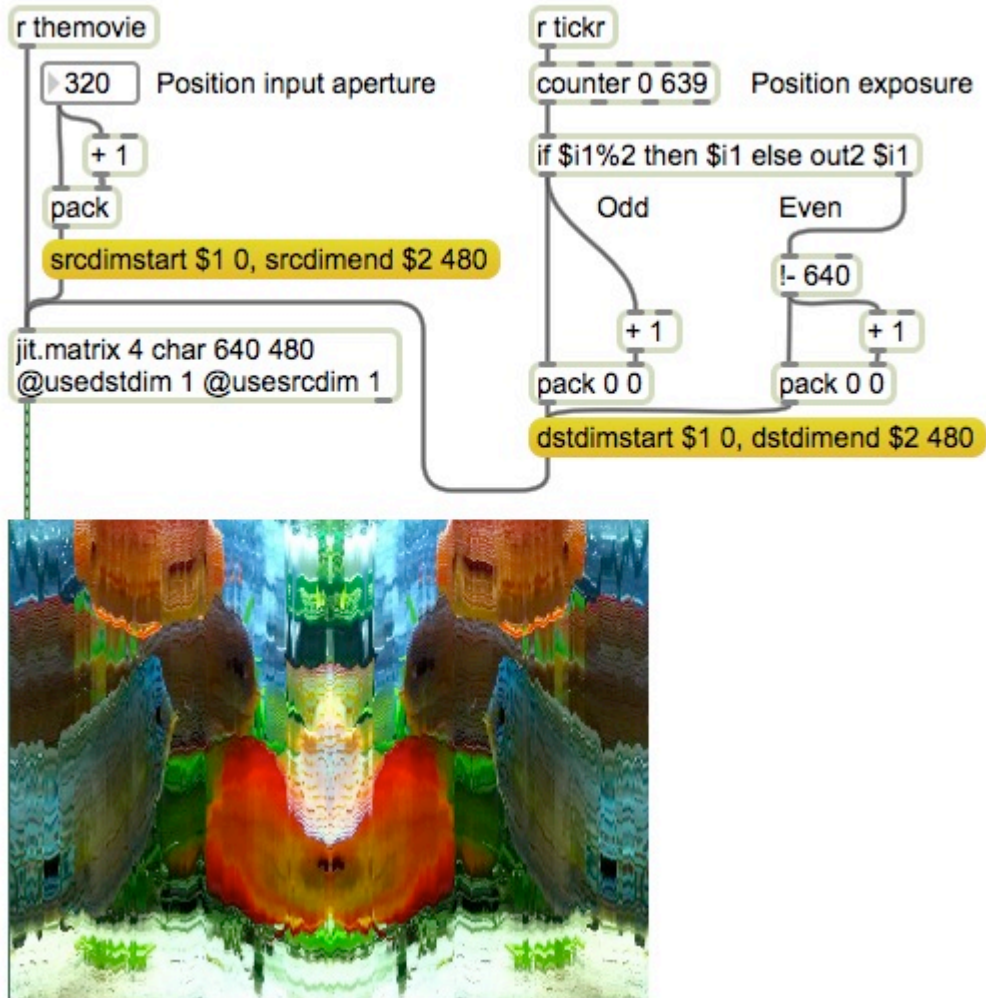 r themovie
320
Position input aperture
+ 1
pack
srcdimstart $1 0, srcdimend $2 480
jit.matrix 4 char 640 480
@usedstdim 1 @usesrcdim 1
r tickr
counter 0 639
Position exposure
if $i1%2 then $i1 else out2 $i1
Odd
Even
!- 640
+ 1
+ 1
pack 0 0
pack 0 0
dstdimstart $1 0, dstdimend $2 480